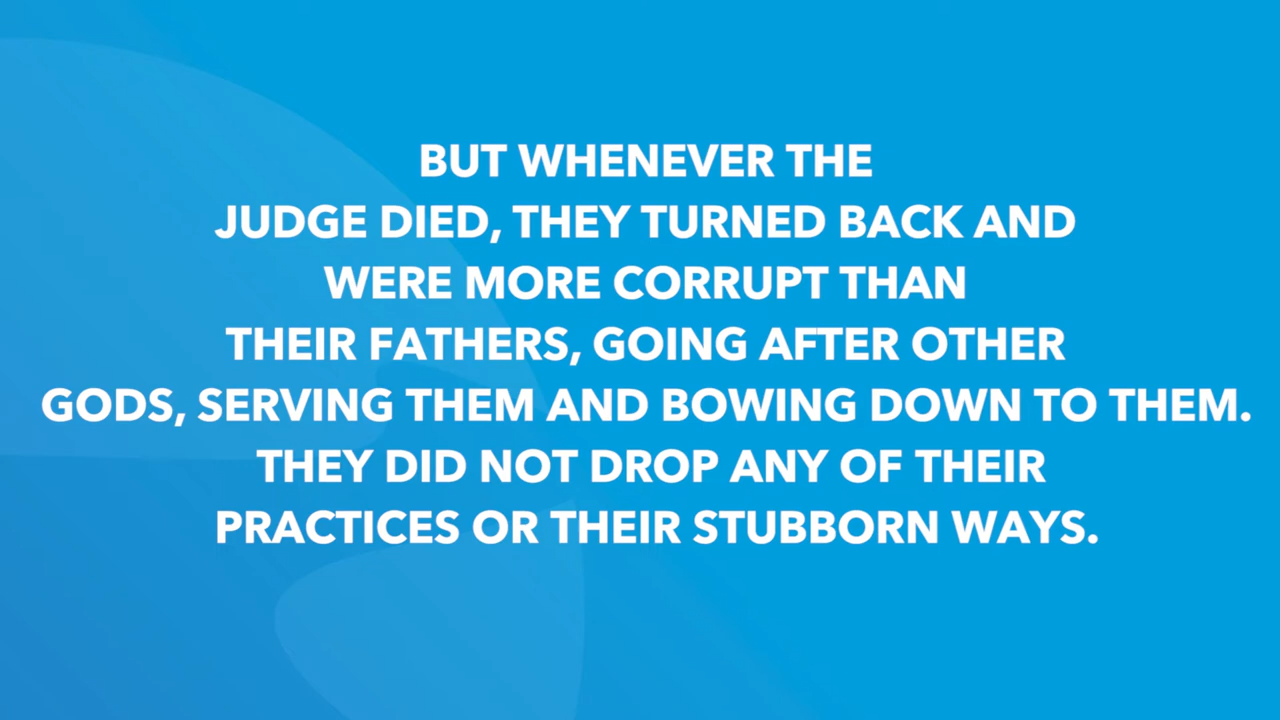 BUT WHENEVER THE
JUDGE DIED, THEY TURNED BACK AND
WERE MORE CORRUPT THAN
THEIR FATHERS, GOING AFTER OTHER
GODS, SERVING THEM AND BOWING DOWN TO THEM.
THEY DID NOT DROP ANY OF THEIR
PRACTICES OR THEIR STUBBORN WAYS.